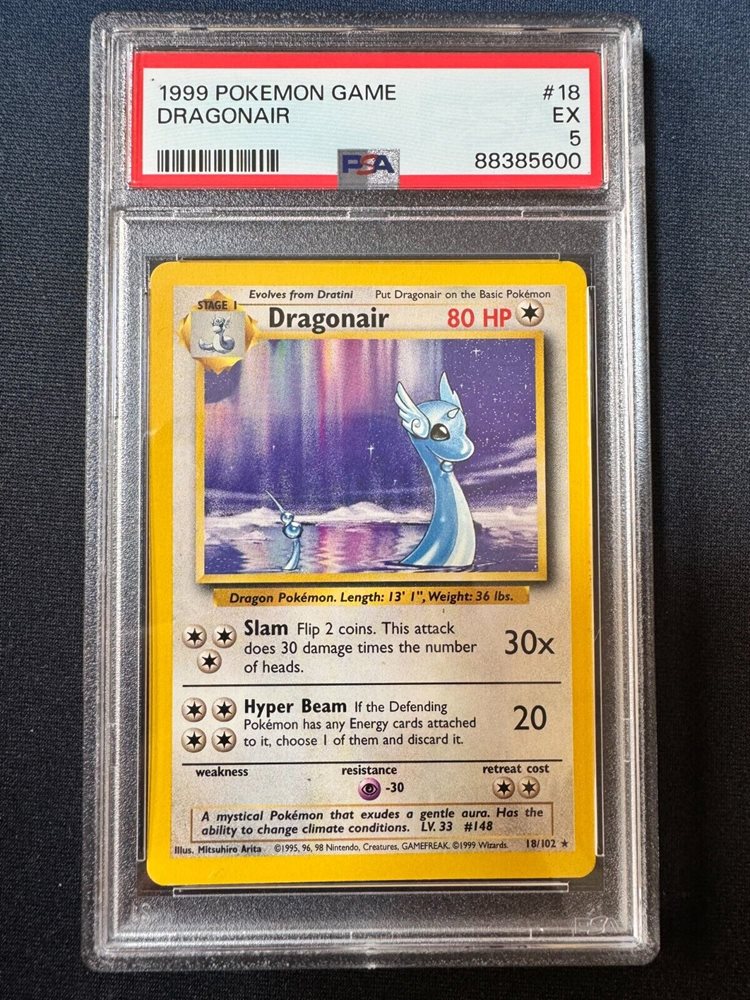 1999 POKEMON GAME #18
DRAGONAIR EX
5
PSA 88385600
STAGE 1
Evolves from Dratini Put Dragonair on the Basic Pokémon
Dragonair 80 HP
Dragon Pokémon. Length: 13' 1", Weight: 36 lbs.
Slam Flip 2 coins. This attack
does 30 damage times the number 30x
of heads.
Hyper Beam If the Defending
Pokémon has any Energy cards attached 20
to it, choose 1 of them and discard it.
weakness resistance retreat cost
-30
A mystical Pokémon that exudes a gentle aura. Has the
ability to change climate conditions. LV. 33 #148
Illus. Mitsuhiro Arita ©1995, 96, 98 Nintendo, Creatures, GAMEFREAK. ©1999 Wizards. 18/102 ★
PSA